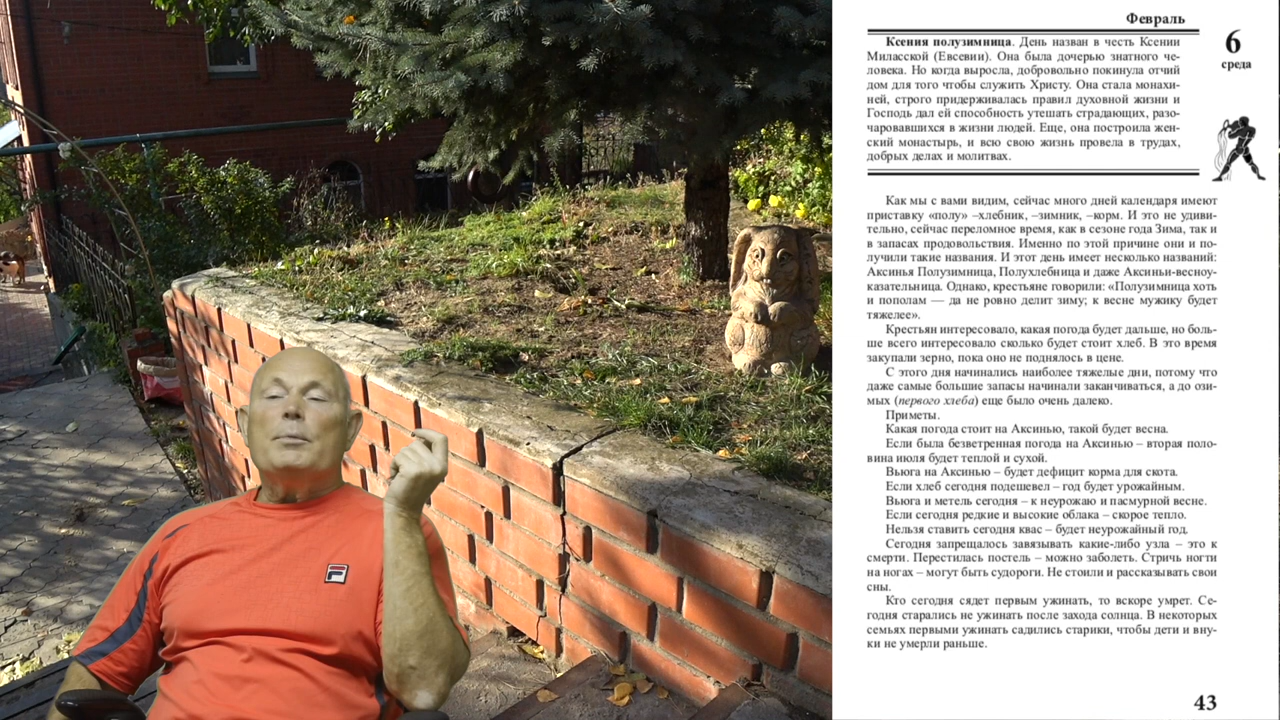 Февраль
6
среда
Ксения полузимница. День назван в честь Ксении
Миласской (Евсевии). Она была дочерью знатного че-
ловека. Но когда выросла, добровольно покинула отчий
дом для того чтобы служить Христу. Она стала монахи-
ней, строго придерживалась правил духовной жизни и
Господь дал ей способность утешать страдающих, разо-
чаровавшихся в жизни людей. Еще, она построила жен-
ский монастырь, и всю свою жизнь провела в трудах,
добрых делах и молитвах.
Как мы с вами видим, сейчас много дней календаря имеют
приставку «полу» –хлебник, –зимник, –корм. И это не удиви-
тельно, сейчас переломное время, как в сезоне года Зима, так и
в запасах продовольствия. Именно по этой причине они и по-
лучили такие названия. И этот день имеет несколько названий:
Аксинья Полузимница, Полухлебница и даже Аксиньи-весноу-
казательница. Однако, крестьяне говорили: «Полузимница хоть
и пополам — да не ровно делит зиму; к весне мужику будет
тяжелее».
Крестьян интересовало, какая погода будет дальше, но боль-
ше всего интересовало сколько будет стоит хлеб. В это время
закупали зерно, пока оно не поднялось в цене.
С этого дня начинались наиболее тяжелые дни, потому что
даже самые большие запасы начинали заканчиваться, а до ози-
мых (первого хлеба) еще было очень далеко.
Приметы.
Какая погода стоит на Аксинью, такой будет весна.
Если была безветренная погода на Аксинью – вторая поло-
вина июля будет теплой и сухой.
Вьюга на Аксинью – будет дефицит корма для скота.
Если хлеб сегодня подешевел – год будет урожайным.
Вьюга и метель сегодня – к неурожаю и пасмурной весне.
Если сегодня редкие и высокие облака – скорое тепло.
Нельзя ставить сегодня квас – будет неурожайный год.
Сегодня запрещалось завязывать какие-либо узла – это к
смерти. Перестилась постель – можно заболеть. Стричь ногти
на ногах – могут быть судороги. Не стоили и рассказывать свои
сны.
Кто сегодня сядет первым ужинать, то вскоре умрет. Се-
годня старались не ужинать после захода солнца. В некоторых
семьях первыми ужинать садились старики, чтобы дети и вну-
ки не умерли раньше.
43